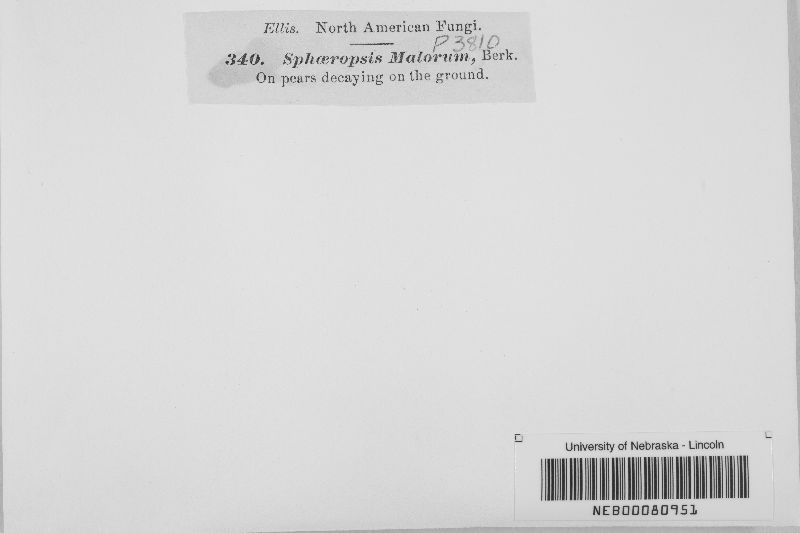 Ellis. North American Fungi.
P 3810
340. Sphæropsis Malorum, Berk.
On pears decaying on the ground.
University of Nebraska - Lincoln
NEB00080951